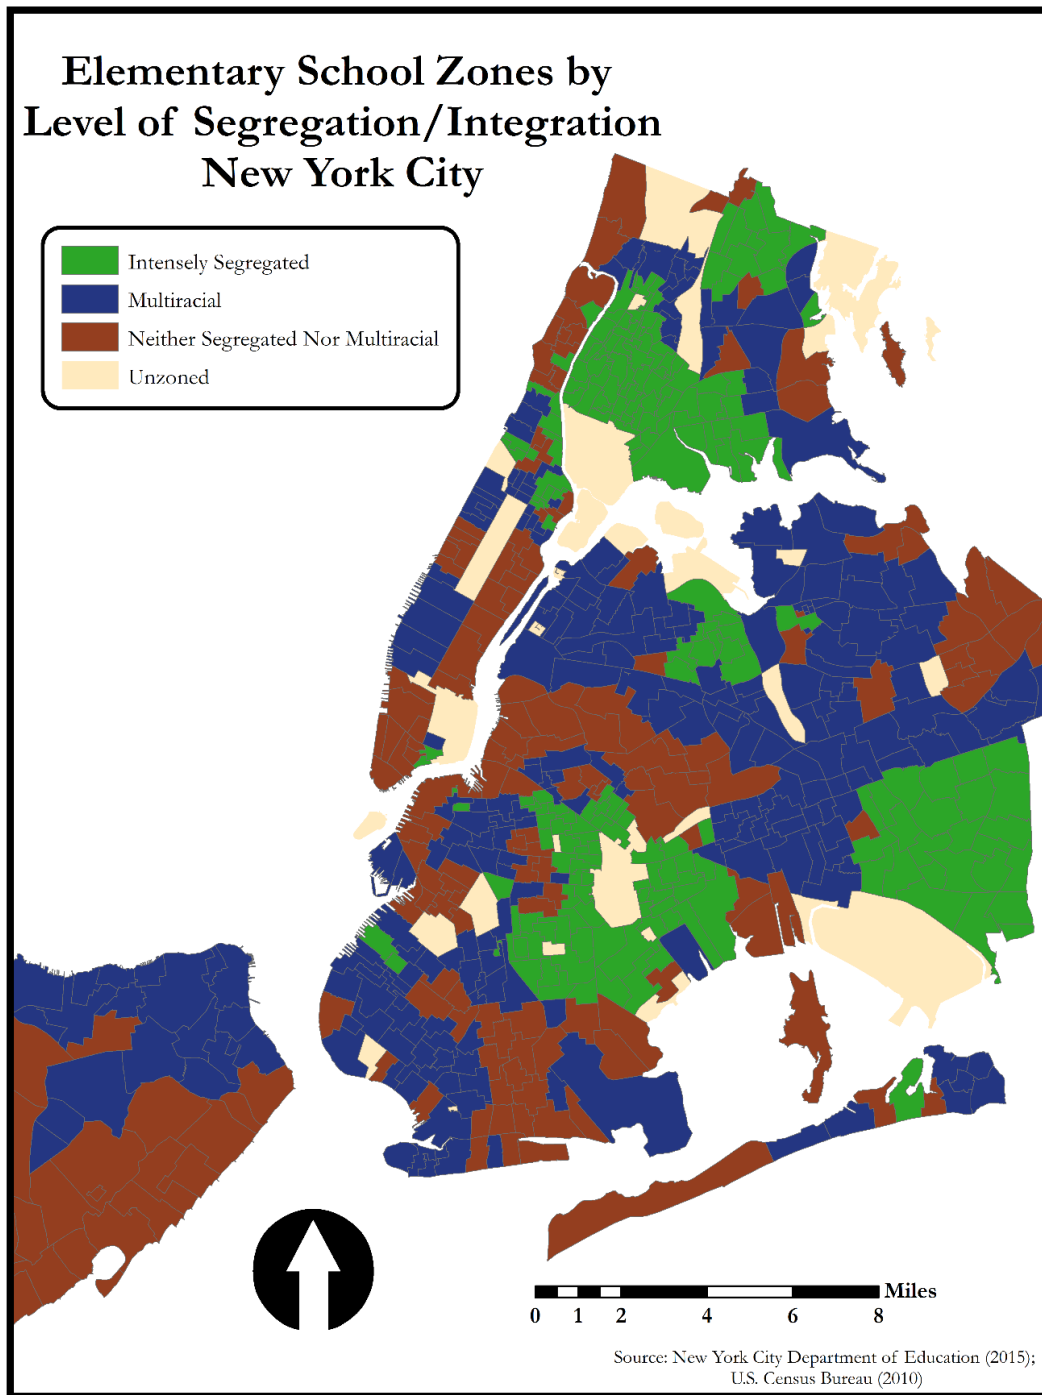 Elementary School Zones by
Level of Segregation/Integration
New York City
Intensely Segregated
Multiracial
Neither Segregated Nor Multiracial
Unzoned
Miles
0 1 2 4 6 8
Source: New York City Department of Education (2015);
U.S. Census Bureau (2010)